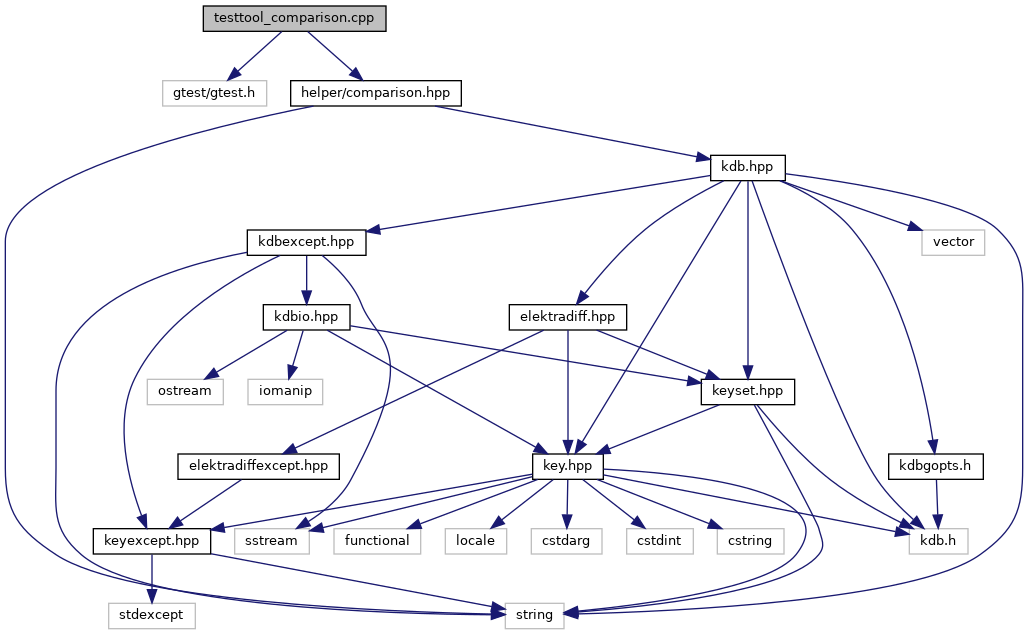 testtool_comparison.cpp
gtest/gtest.h
helper/comparison.hpp
kdb.hpp
kdbexcept.hpp
vector
kdbio.hpp
elektradiff.hpp
ostream
iomanip
keyset.hpp
elektradiffexcept.hpp
key.hpp
kdbgopts.h
keyexcept.hpp
sstream
functional
locale
cstdarg
cstdint
cstring
kdb.h
stdexcept
string